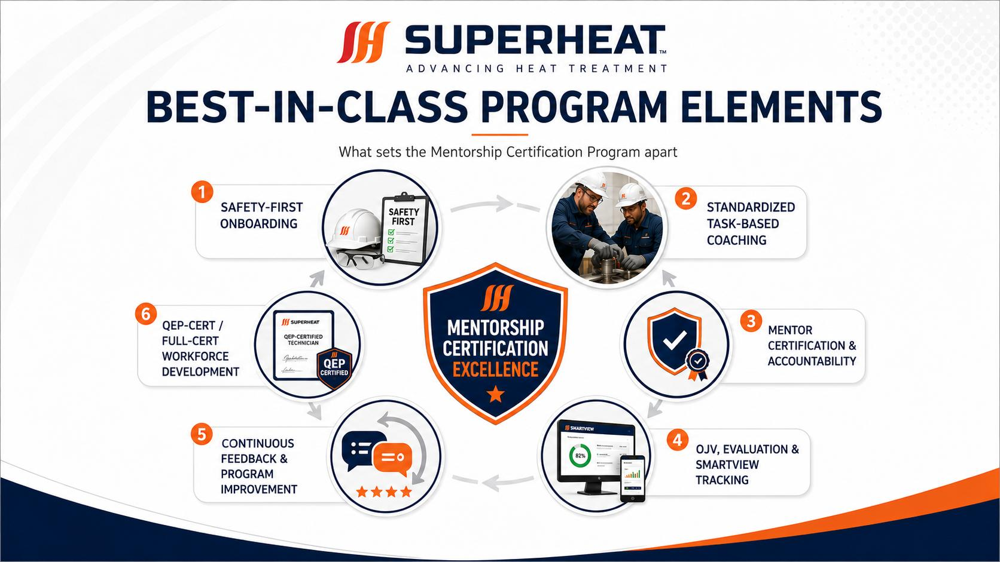 SUPERHEAT™
ADVANCING HEAT TREATMENT
BEST-IN-CLASS PROGRAM ELEMENTS
What sets the Mentorship Certification Program apart
1
SAFETY-FIRST
ONBOARDING
SAFETY
FIRST
2
STANDARDIZED
TASK-BASED
COACHING
6
QEP-CERT /
FULL-CERT
WORKFORCE
DEVELOPMENT
SUPERHEAT
QEP-CERTIFIED
TECHNICIAN
QEP
CERTIFIED
MENTORSHIP
CERTIFICATION
EXCELLENCE
3
MENTOR
CERTIFICATION &
ACCOUNTABILITY
5
CONTINUOUS
FEEDBACK &
PROGRAM
IMPROVEMENT
SMARTVIEW
82%
4
OJV, EVALUATION &
SMARTVIEW
TRACKING